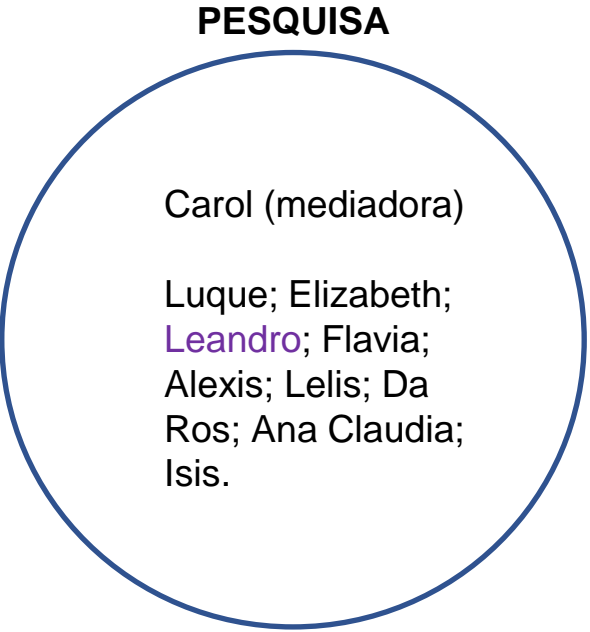 PESQUISA
Carol (mediadora)
Luque; Elizabeth;
Leandro; Flavia;
Alexis; Lelis; Da
Ros; Ana Claudia;
Isis.